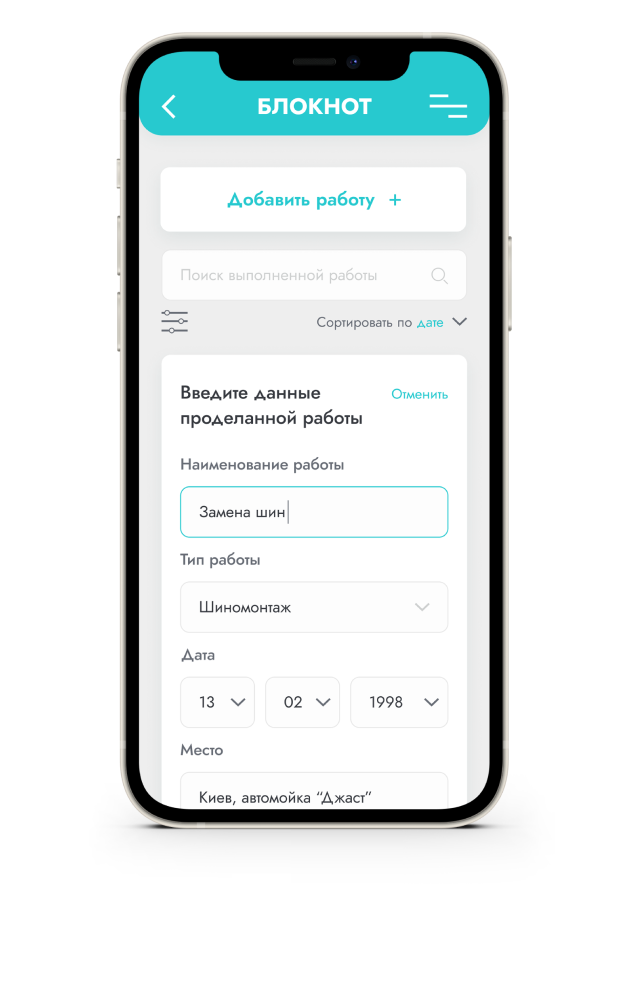 БЛОКНОТ
Добавить работу +
Поиск выполненной работы
Сортировать по дате
Введите данные
Отменить
проделанной работы
Наименование работы
Замена шин
Тип работы
Шиномонтаж
Дата
13 02 1998
Место
Киев, автомойка “Джаст”